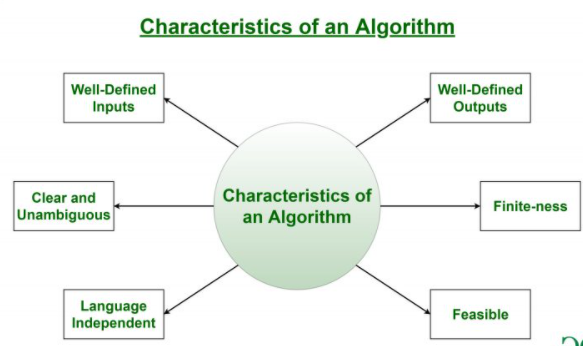 Characteristics of an Algorithm
Well-Defined
Inputs
Well-Defined
Outputs
Clear and
Unambiguous
Characteristics of
an Algorithm
Finite-ness
Language
Independent
Feasible